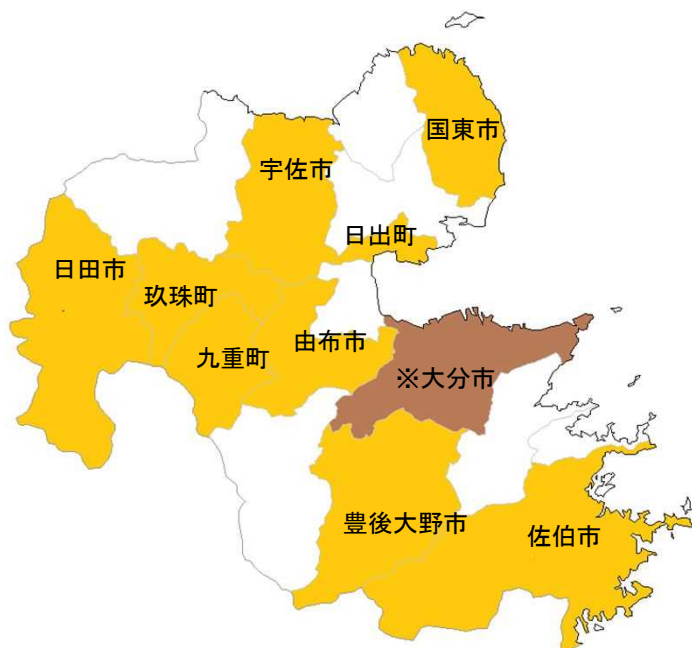 国東市
宇佐市
日出町
日田市
玖珠町
由布市
九重町
※大分市
豊後大野市
佐伯市